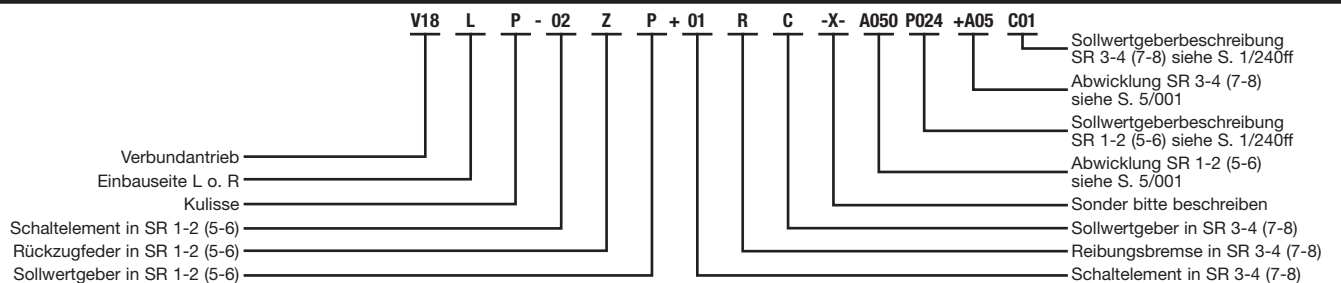 V18 L P - 02 Z P + 01 R C -X- A050 P024 +A05 C01
Sollwertgeberbeschreibung
SR 3-4 (7-8) siehe S. 1/240ff
Abwicklung SR 3-4 (7-8)
siehe S. 5/001
Sollwertgeberbeschreibung
SR 1-2 (5-6) siehe S. 1/240ff
Abwicklung SR 1-2 (5-6)
siehe S. 5/001
Sonder bitte beschreiben
Sollwertgeber in SR 3-4 (7-8)
Reibungsbremse in SR 3-4 (7-8)
Schaltelement in SR 3-4 (7-8)
Verbundantrieb
Einbauseite L o. R
Kulisse
Schaltelement in SR 1-2 (5-6)
Rückzugfeder in SR 1-2 (5-6)
Sollwertgeber in SR 1-2 (5-6)